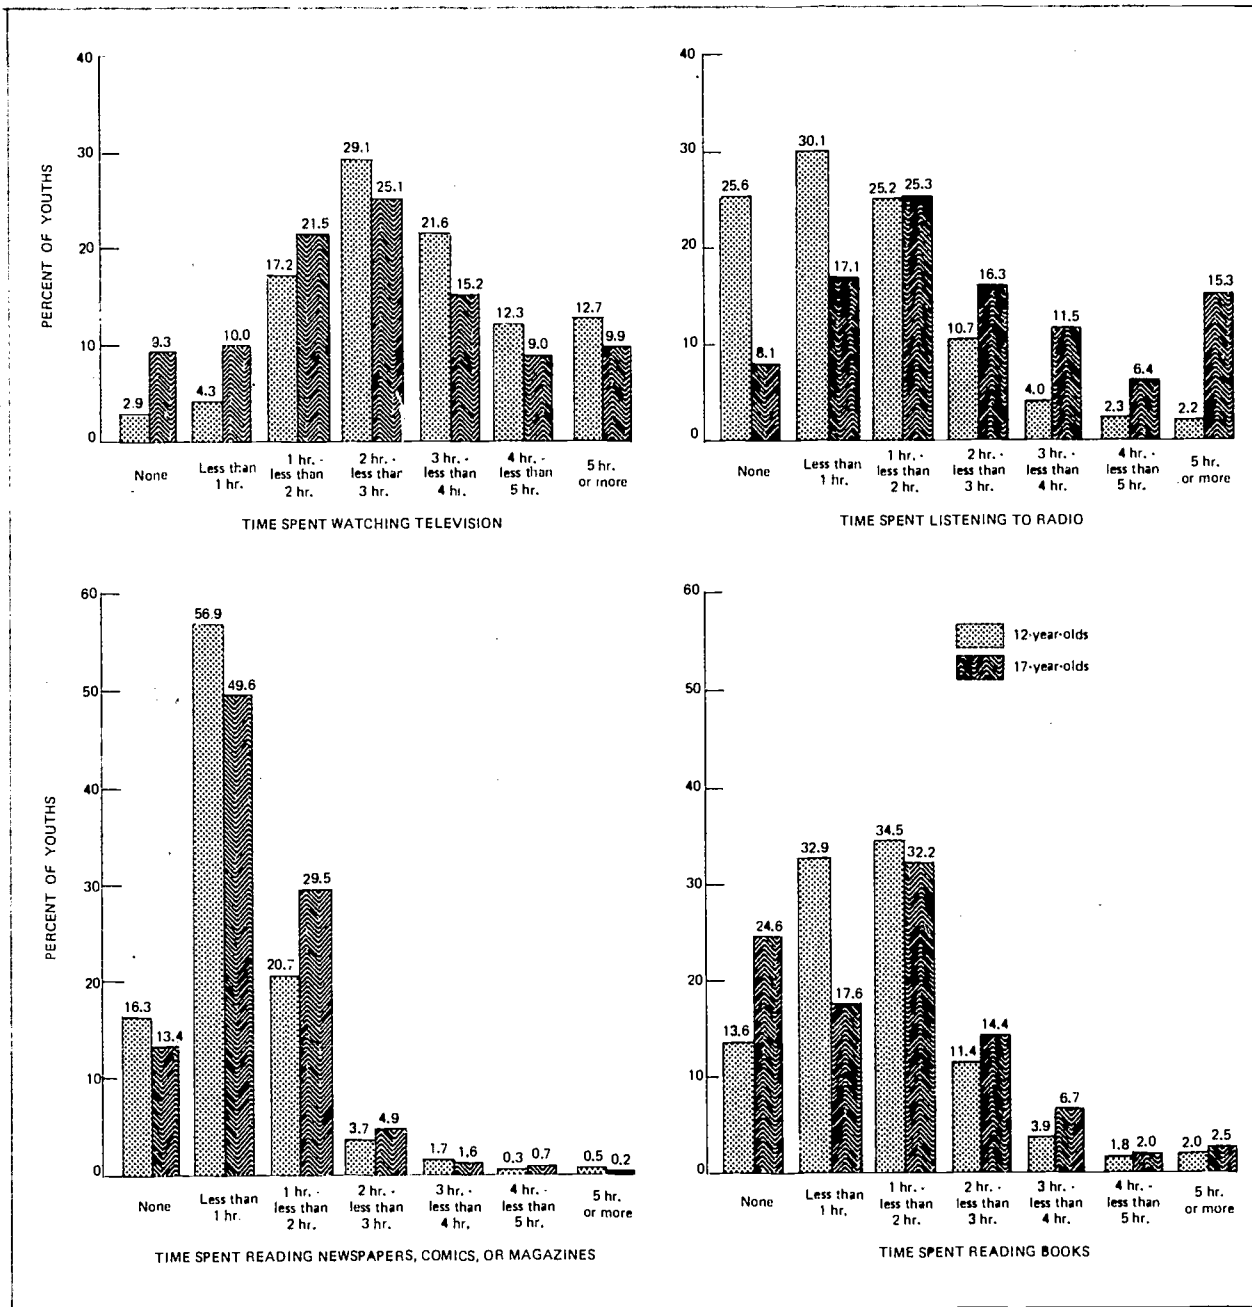 PERCENT OF YOUTHS
40
30
20
10
0
2.9
9.3
4.3
10.0
17.2
21.5
29.1
25.1
21.6
15.2
12.3
9.0
12.7
9.9
None
Less than
1 hr.
1 hr. -
less than
2 hr.
2 hr. -
less than
3 hr.
3 hr. -
less than
4 hr.
4 hr. -
less than
5 hr.
5 hr.
or more
TIME SPENT WATCHING TELEVISION
40
30
20
10
0
25.6
8.1
30.1
17.1
25.2
25.3
10.7
16.3
4.0
11.5
2.3
6.4
2.2
15.3
None
Less than
1 hr.
1 hr. -
less than
2 hr.
2 hr. -
less than
3 hr.
3 hr. -
less than
4 hr.
4 hr. -
less than
5 hr.
5 hr.
or more
TIME SPENT LISTENING TO RADIO
PERCENT OF YOUTHS
60
50
40
30
20
10
0
16.3
13.4
56.9
49.6
20.7
29.5
3.7
4.9
1.7
1.6
0.3
0.7
0.5
0.2
None
Less than
1 hr.
1 hr. -
less than
2 hr.
2 hr. -
less than
3 hr.
3 hr. -
less than
4 hr.
4 hr. -
less than
5 hr.
5 hr.
or more
TIME SPENT READING NEWSPAPERS, COMICS, OR MAGAZINES
60
50
40
30
20
10
0
12-year-olds
17-year-olds
13.6
24.6
32.9
17.6
34.5
32.2
11.4
14.4
3.9
6.7
1.8
2.0
2.0
2.5
None
Less than
1 hr.
1 hr. -
less than
2 hr.
2 hr. -
less than
3 hr.
3 hr. -
less than
4 hr.
4 hr. -
less than
5 hr.
5 hr.
or more
TIME SPENT READING BOOKS